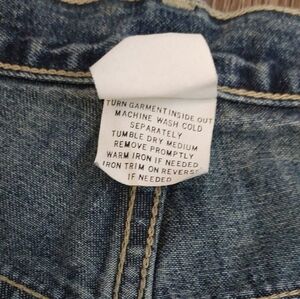 TURN GARMENT INSIDE OUT
MACHINE WASH COLD
SEPARATELY
TUMBLE DRY MEDIUM
REMOVE PROMPTLY
WARM IRON IF NEEDED
IRON TRIM ON REVERSE
IF NEEDED